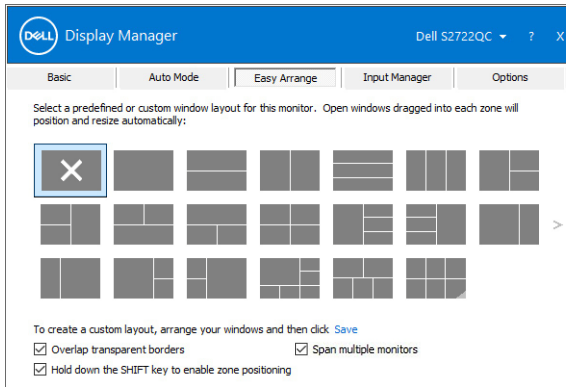 DELL Display Manager Dell S2722QC ? X
Basic Auto Mode Easy Arrange Input Manager Options
Select a predefined or custom window layout for this monitor. Open windows dragged into each zone will
position and resize automatically:
>
To create a custom layout, arrange your windows and then click Save
Overlap transparent borders Span multiple monitors
Hold down the SHIFT key to enable zone positioning